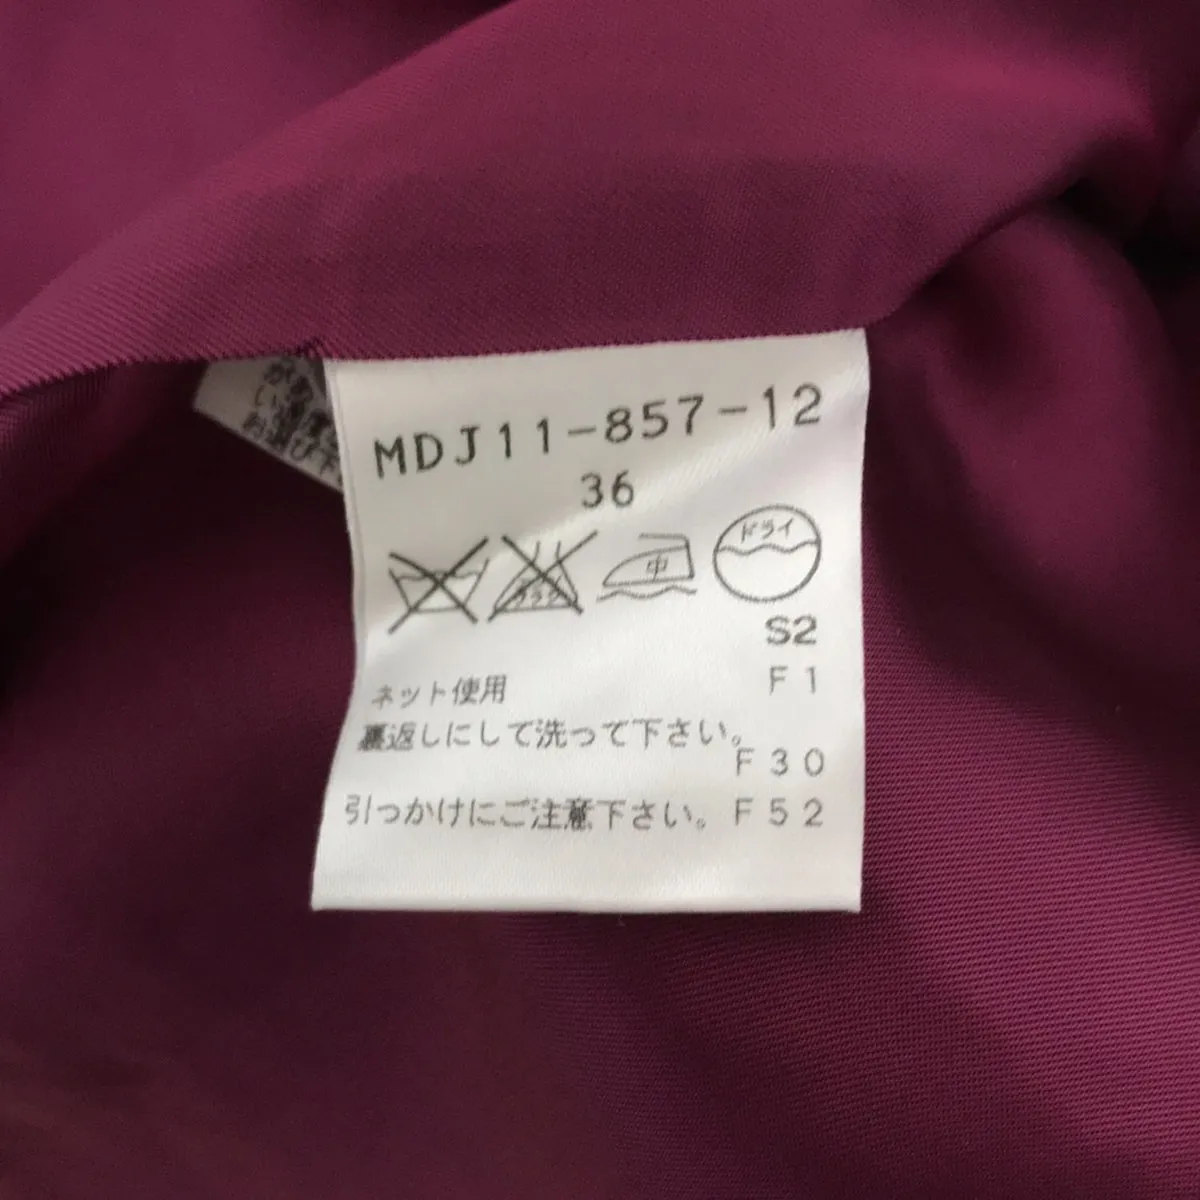 MDJ11-857-12
36
中 ドライ
S2
F1
ネット使用
裏返しにして洗って下さい。
F30
引っかけにご注意下さい。F52